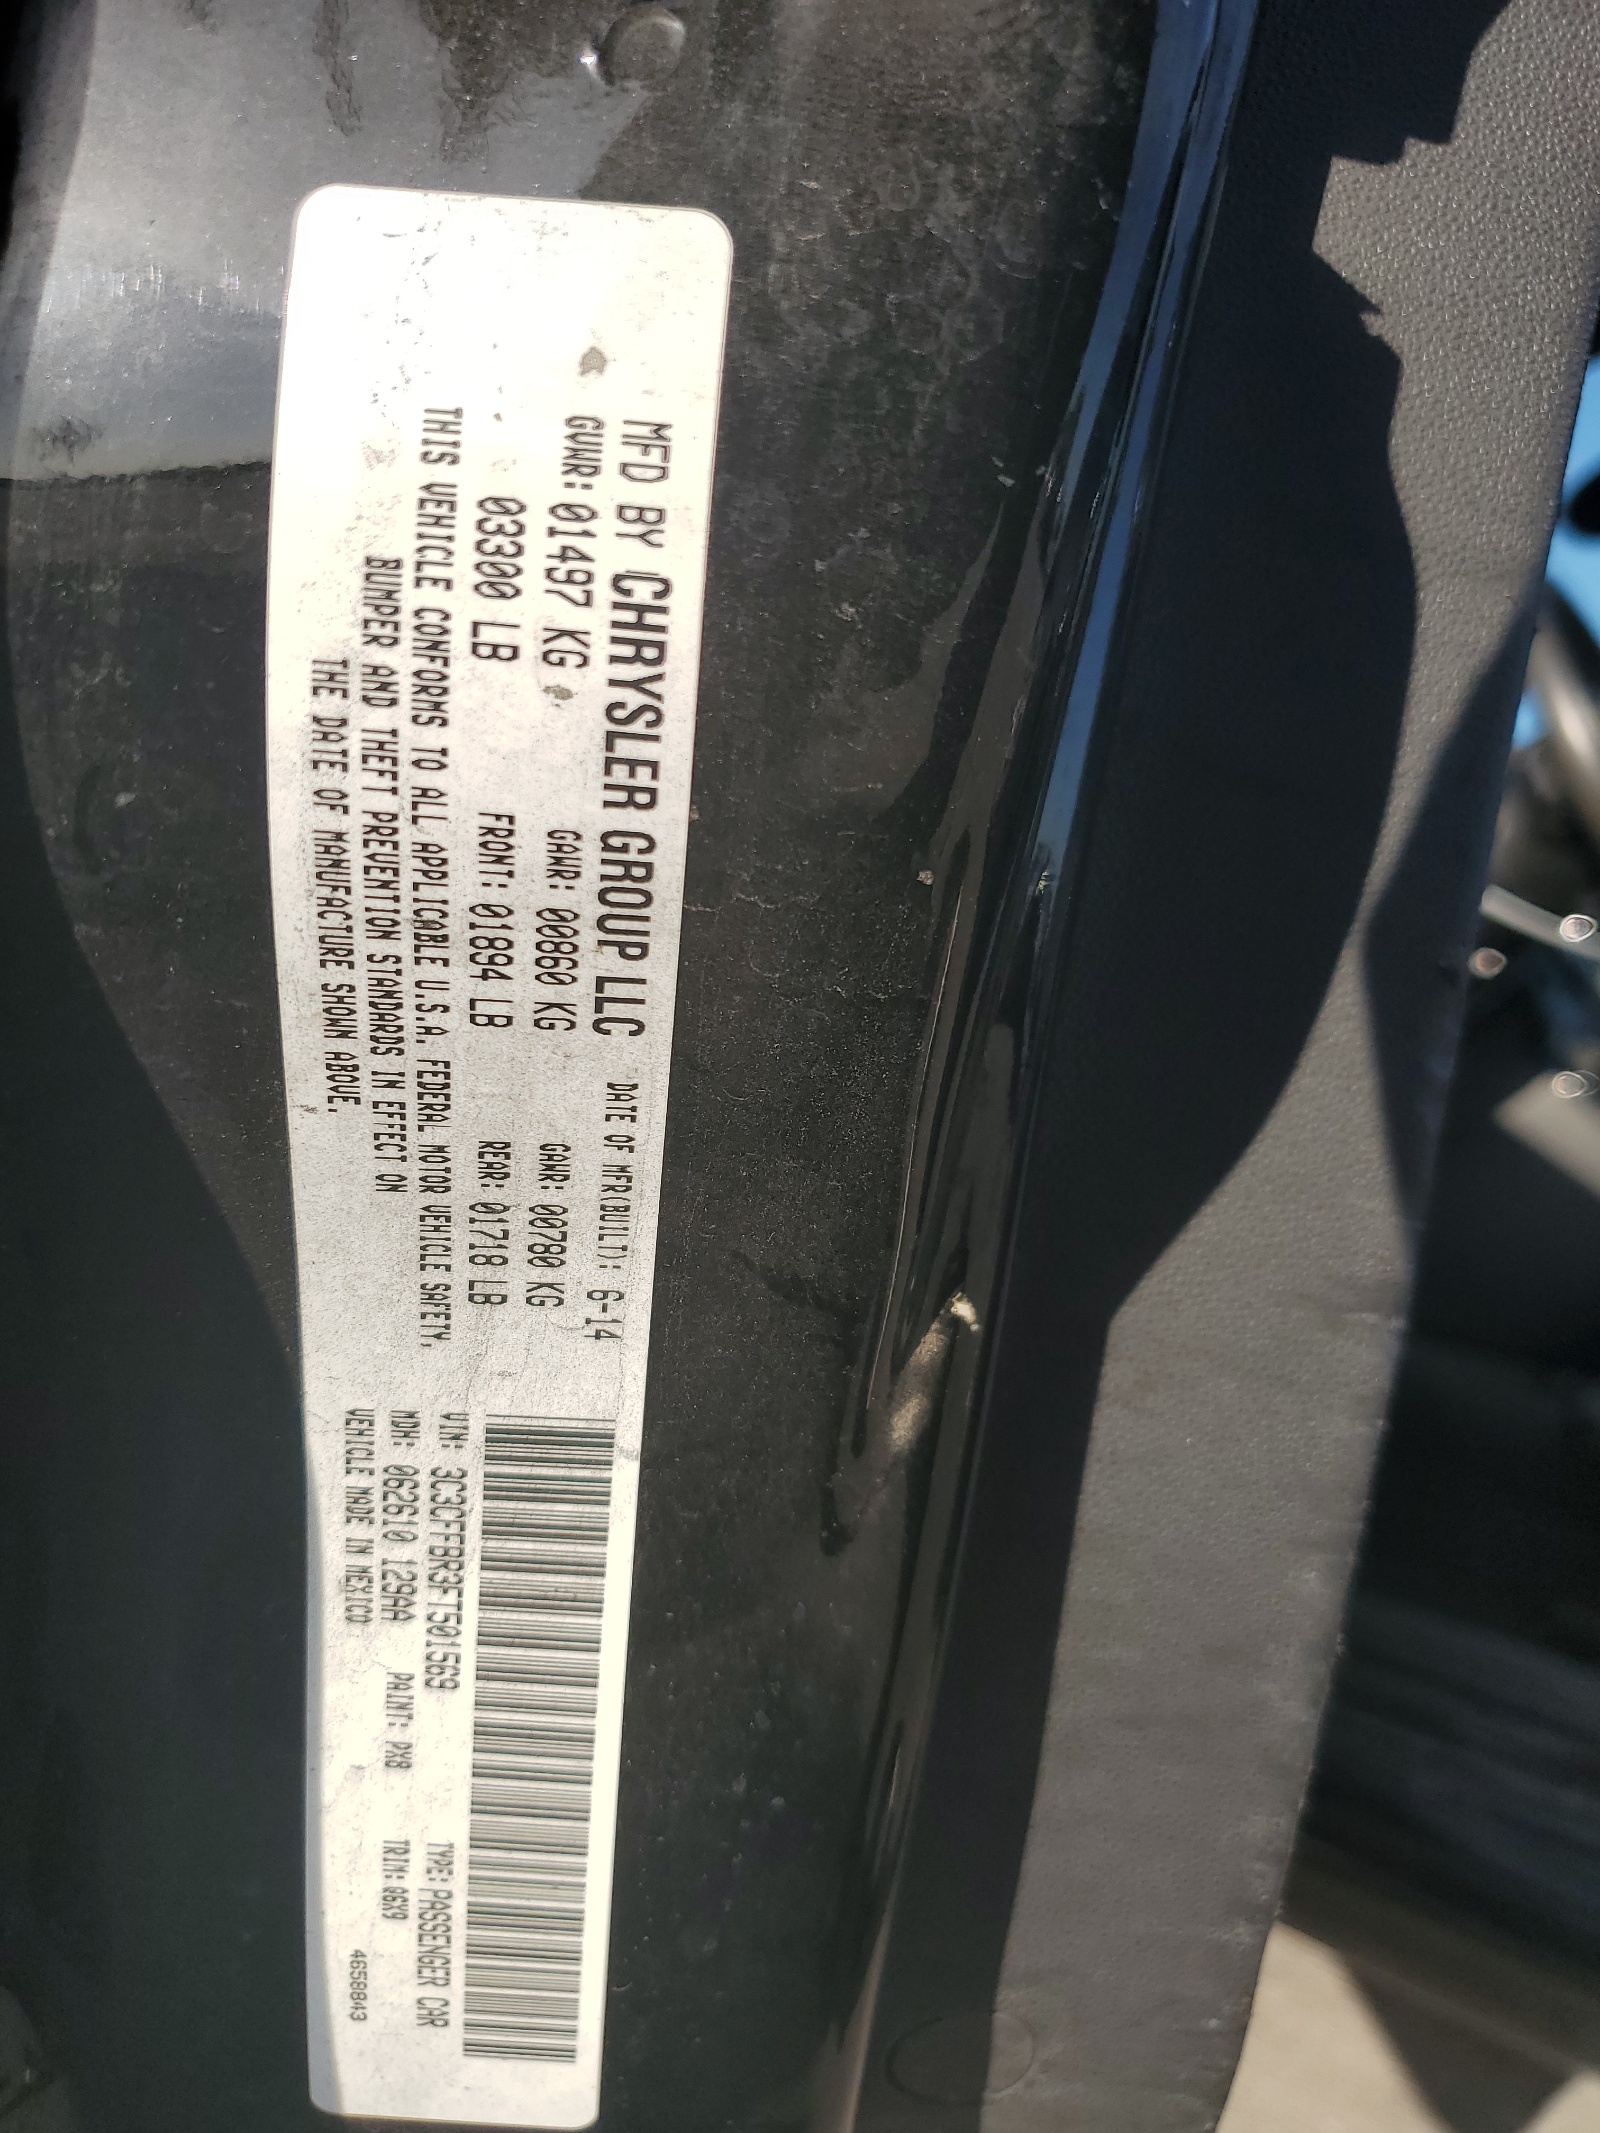 MFD BY CHRYSLER GROUP LLC DATE OF MFR(BUILT): 6-14
GVWR: 01497 KG GAWR: 00860 KG GAWR: 00780 KG
03300 LB FRONT: 01894 LB REAR: 01718 LB
THIS VEHICLE CONFORMS TO ALL APPLICABLE U.S.A. FEDERAL MOTOR VEHICLE SAFETY,
BUMPER AND THEFT PREVENTION STANDARDS IN EFFECT ON
THE DATE OF MANUFACTURE SHOWN ABOVE.
VIN: 3C3CFFBR3FT501569 TYPE: PASSENGER CAR
MDH: 062610 129AA PAINT: PX8 TRIM: Q6X9
VEHICLE MADE IN MEXICO 4658843